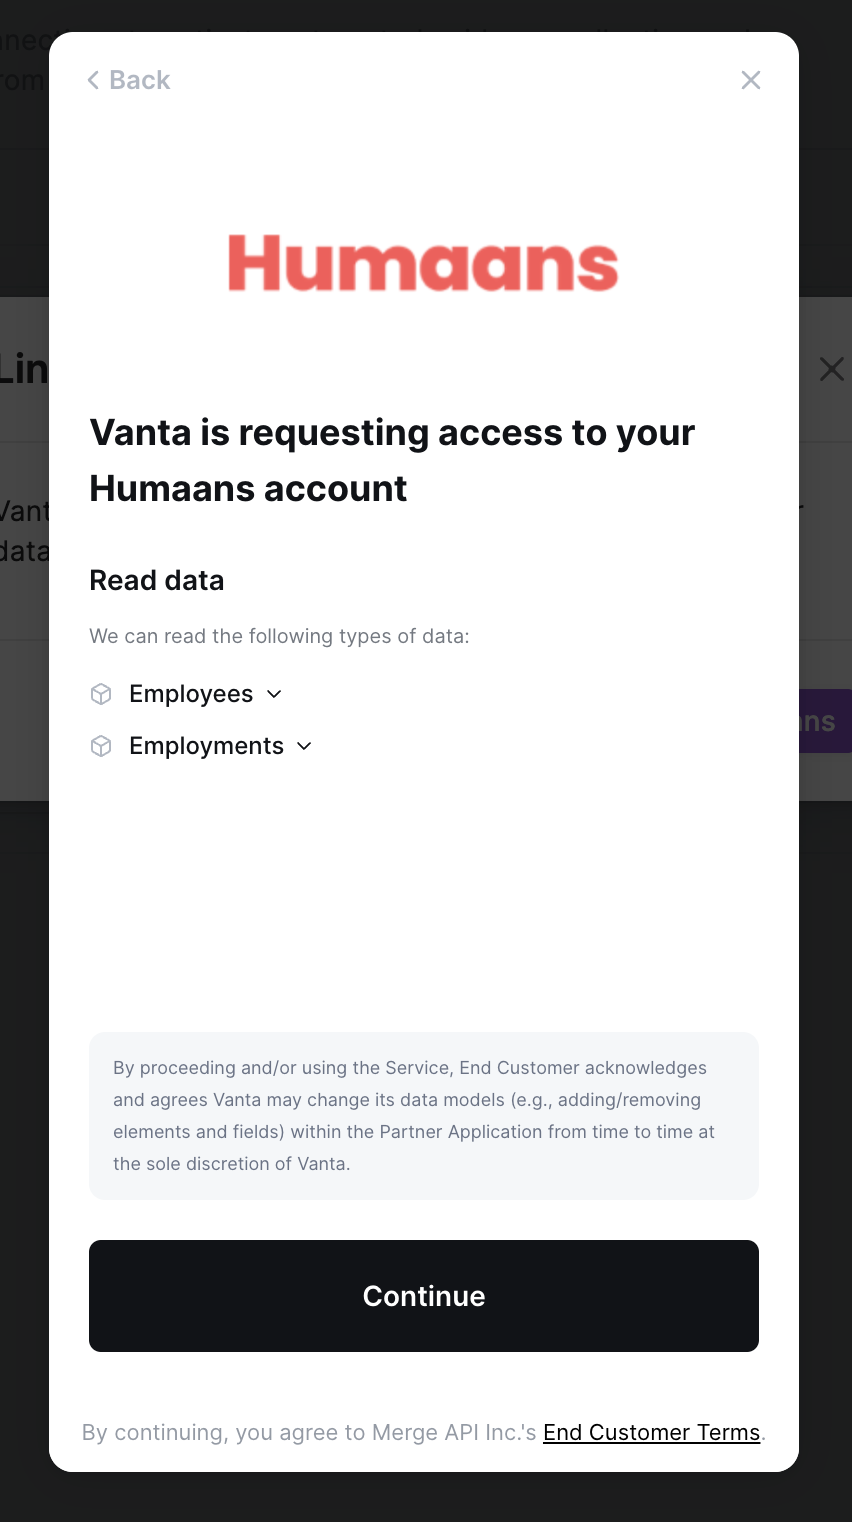 Back
Humaans
Vanta is requesting access to your
Humaans account
Read data
We can read the following types of data:
Employees
Employments
By proceeding and/or using the Service, End Customer acknowledges
and agrees Vanta may change its data models (e.g., adding/removing
elements and fields) within the Partner Application from time to time at
the sole discretion of Vanta.
Continue
By continuing, you agree to Merge API Inc.'s End Customer Terms.